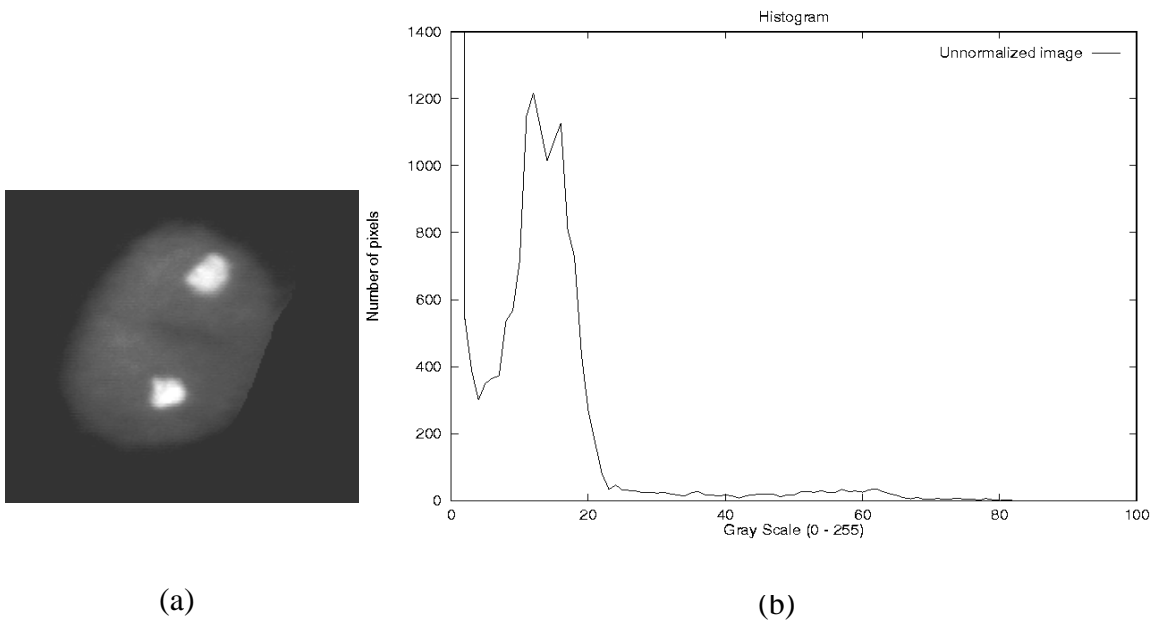 Histogram
1400
Unnormalized image
1200
1000
800
Number of pixels
600
400
200
0
0 20 40 60 80 100
Gray Scale (0 - 255)
(a) (b)